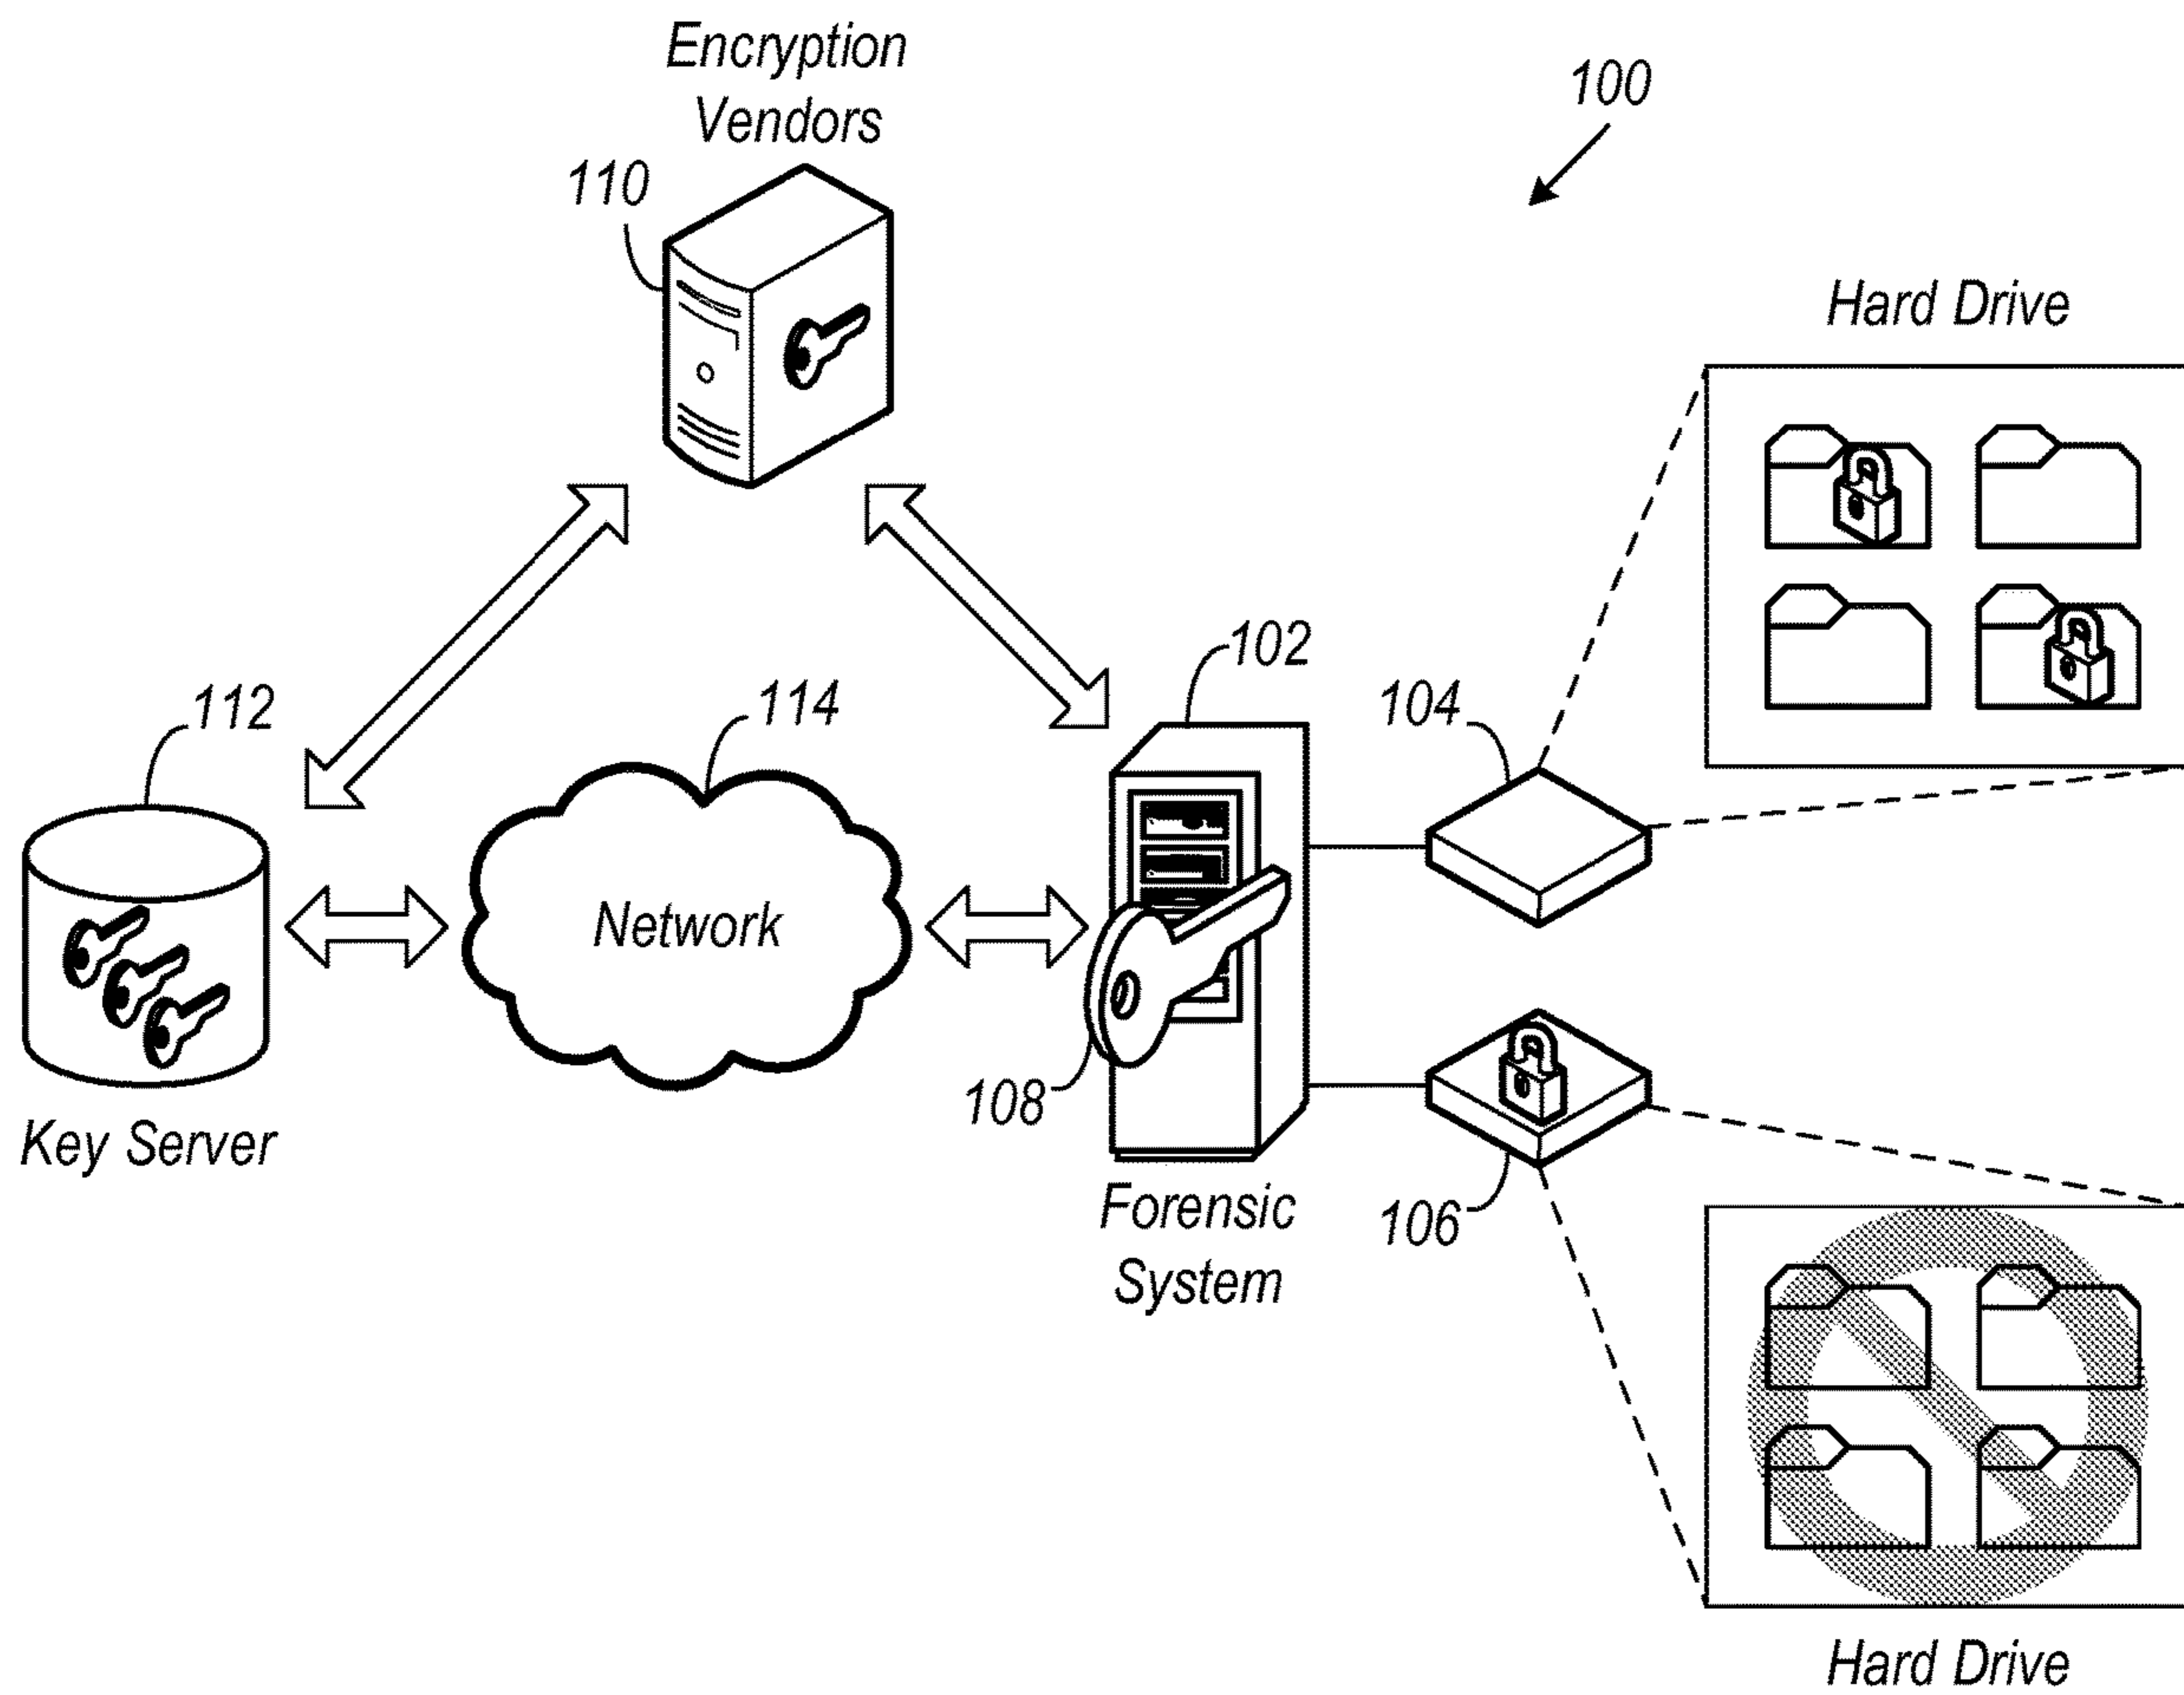 Encryption
Vendors
100
110
Hard Drive
102
104
112
114
Network
108
Key Server
Forensic
System
106
Hard Drive